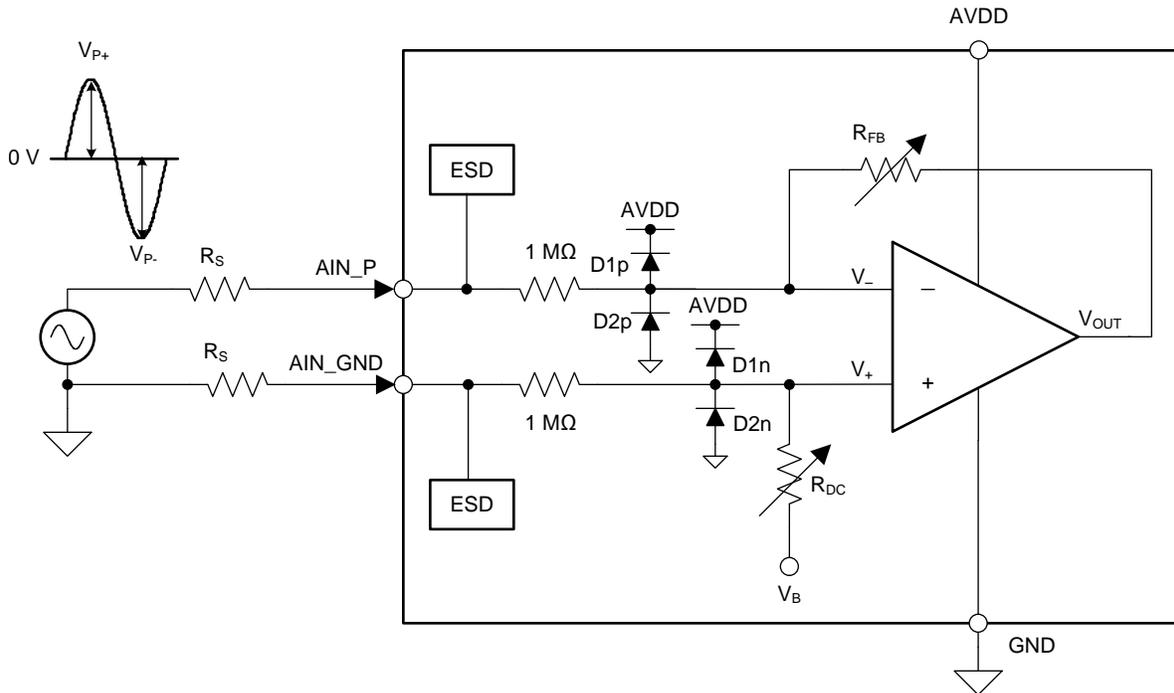 AVDD
VP+
RFB
0 V
ESD
AVDD
1 MΩ
D1p
VP-
RS
AIN_P
V–
–
D2p
AVDD
VOUT
RS
AIN_GND
D1n
V+
+
1 MΩ
D2n
RDC
ESD
VB
GND